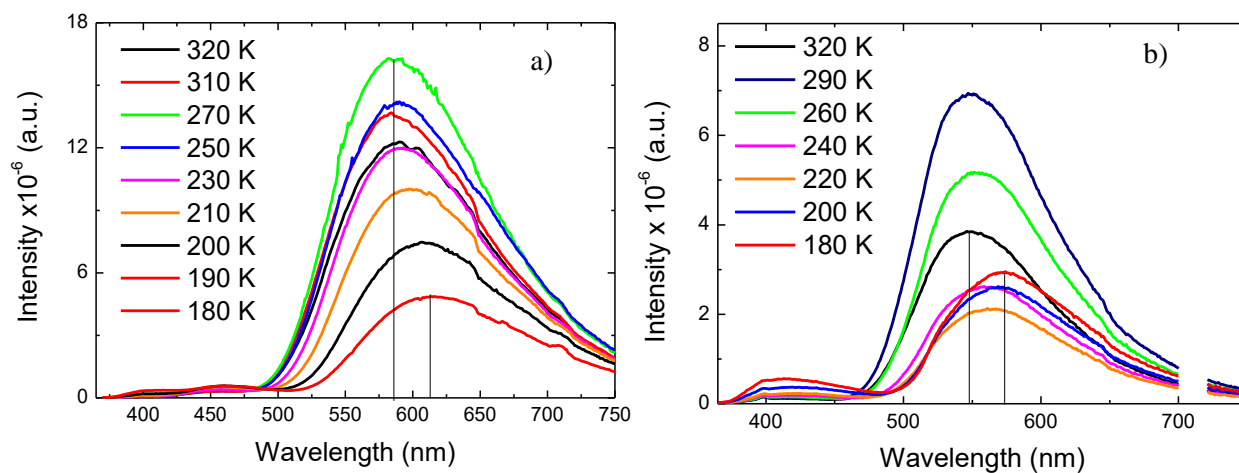 a)
320 K
310 K
270 K
250 K
230 K
210 K
200 K
190 K
180 K
Intensity x10⁻⁶ (a.u.)
18
12
6
0
400 450 500 550 600 650 700 750
Wavelength (nm)
b)
320 K
290 K
260 K
240 K
220 K
200 K
180 K
Intensity x 10⁻⁶ (a.u.)
8
6
4
2
0
400 500 600 700
Wavelength (nm)